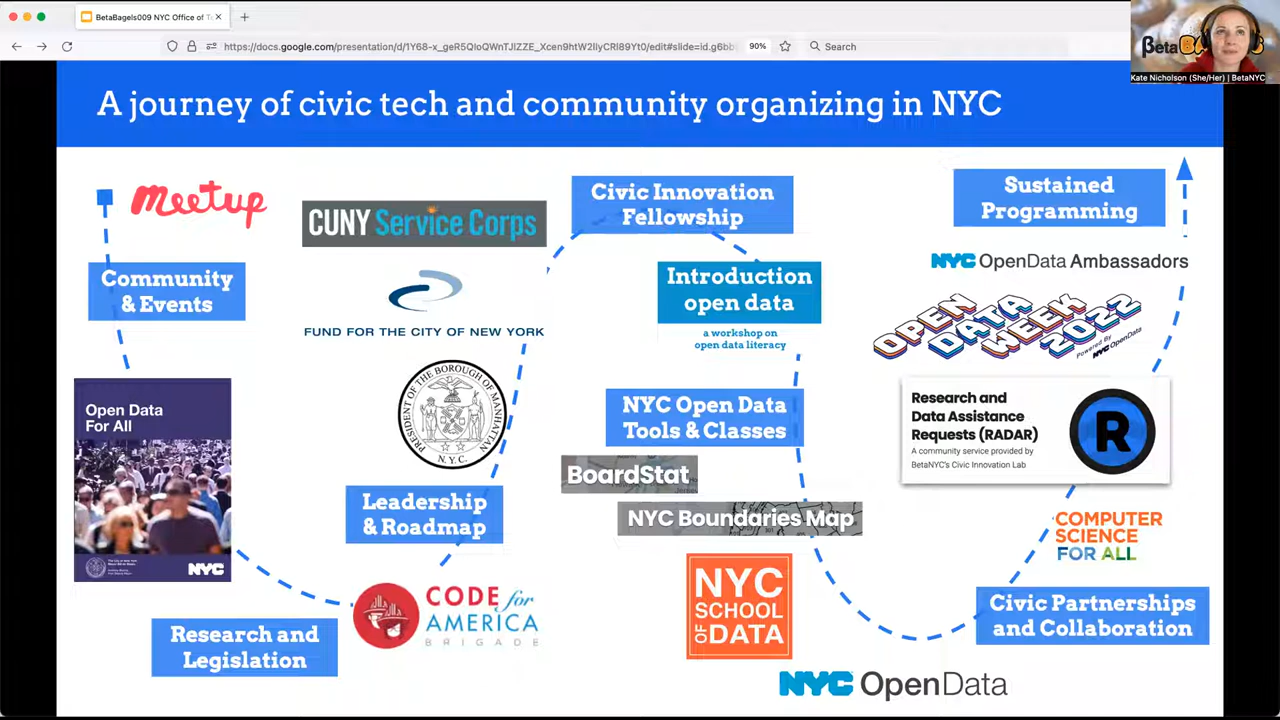 BetaBagels009 NYC Office of T
https://docs.google.com/presentation/d/1Y68-x_geR5QIoQWnTJIZZE_Xcen9htW2IIyCRI89Yt0/edit#slide=id.g6bb
90%
Search
βeta
Kate Nicholson (She/Her) | BetaNYC
A journey of civic tech and community organizing in NYC
meetup
Community
& Events
Open Data
For All
NYC
Research and
Legislation
CUNY Service Corps
FUND FOR THE CITY OF NEW YORK
PRESIDENT OF THE BOROUGH OF MANHATTAN
N.Y.C.
Leadership
& Roadmap
CODE for
AMERICA
BRIGADE
Civic Innovation
Fellowship
Introduction
open data
a workshop on
open data literacy
NYC Open Data
Tools & Classes
BoardStat
NYC Boundaries Map
NYC
SCHOOL
OF DATA
NYC OpenData
Civic Partnerships
and Collaboration
COMPUTER
SCIENCE
FOR ALL
Research and
Data Assistance
Requests (RADAR)
A community service provided by
BetaNYC's Civic Innovation Lab
R
OPEN
DATA
WEEK
2022
Powered By
NYC OpenData
NYC OpenData Ambassadors
Sustained
Programming